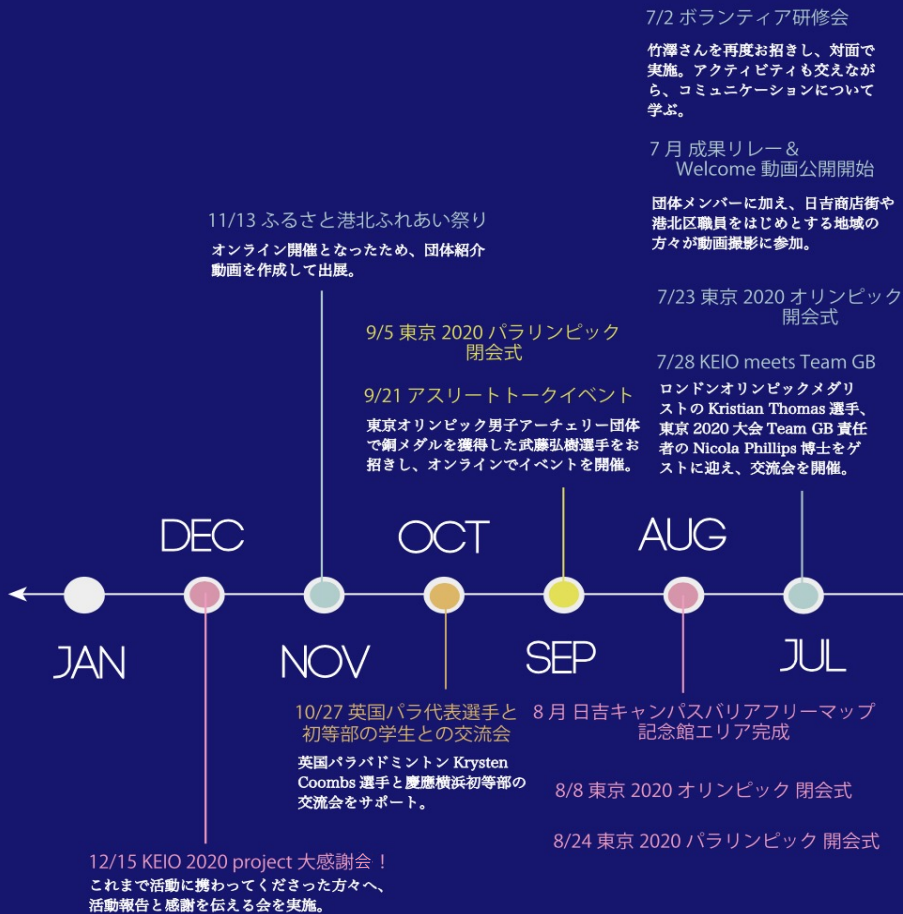 7/2 ボランティア研修会
竹澤さんを再度お招きし、対面で
実施。アクティビティも交えなが
ら、コミュニケーションについて
学ぶ。
7 月 成果リレー＆
Welcome 動画公開開始
団体メンバーに加え、日吉商店街や
港北区職員をはじめとする地域の
方々が動画撮影に参加。
7/23 東京 2020 オリンピック
開会式
7/28 KEIO meets Team GB
ロンドンオリンピックメダリ
ストの Kristian Thomas 選手、
東京 2020 大会 Team GB 責任
者の Nicola Phillips 博士をゲ
ストに迎え、交流会を開催。
11/13 ふるさと港北ふれあい祭り
オンライン開催となったため、団体紹介
動画を作成して出展。
9/5 東京 2020 パラリンピック
閉会式
9/21 アスリートトークイベント
東京オリンピック男子アーチェリー団体
で銅メダルを獲得した武藤弘樹選手をお
招きし、オンラインでイベントを開催。
DEC
OCT
AUG
JAN
NOV
SEP
JUL
10/27 英国パラ代表選手と
初等部の学生との交流会
英国パラバドミントン Krysten
Coombs 選手と慶應横浜初等部の
交流会をサポート。
8 月 日吉キャンパスバリアフリーマップ
記念館エリア完成
8/8 東京 2020 オリンピック 閉会式
8/24 東京 2020 パラリンピック 開会式
12/15 KEIO 2020 project 大感謝会！
これまで活動に携わってくださった方々へ、
活動報告と感謝を伝える会を実施。